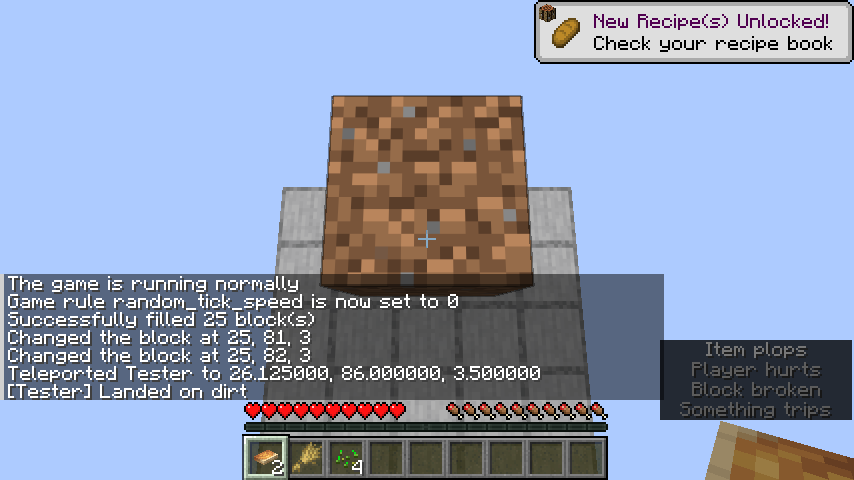 New Recipe(s) Unlocked!
Check your recipe book
The game is running normally
Game rule random_tick_speed is now set to 0
Successfully filled 25 block(s)
Changed the block at 25, 81, 3
Changed the block at 25, 82, 3
Teleported Tester to 26.125000, 86.000000, 3.500000
[Tester] Landed on dirt
Item plops
Player hurts
Block broken
Something trips
2
4